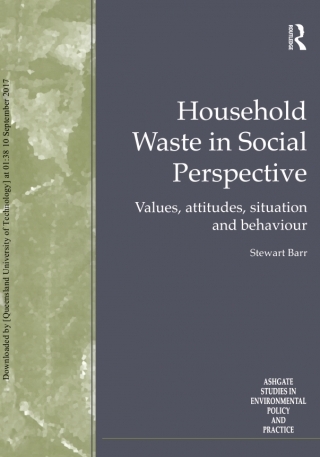 Downloaded by [Queensland University of Technology] at 01:38 10 September 2017
ROUTLEDGE
Household
Waste in Social
Perspective
Values, attitudes, situation
and behaviour
Stewart Barr
ASHGATE
STUDIES IN
ENVIRONMENTAL
POLICY
AND
PRACTICE